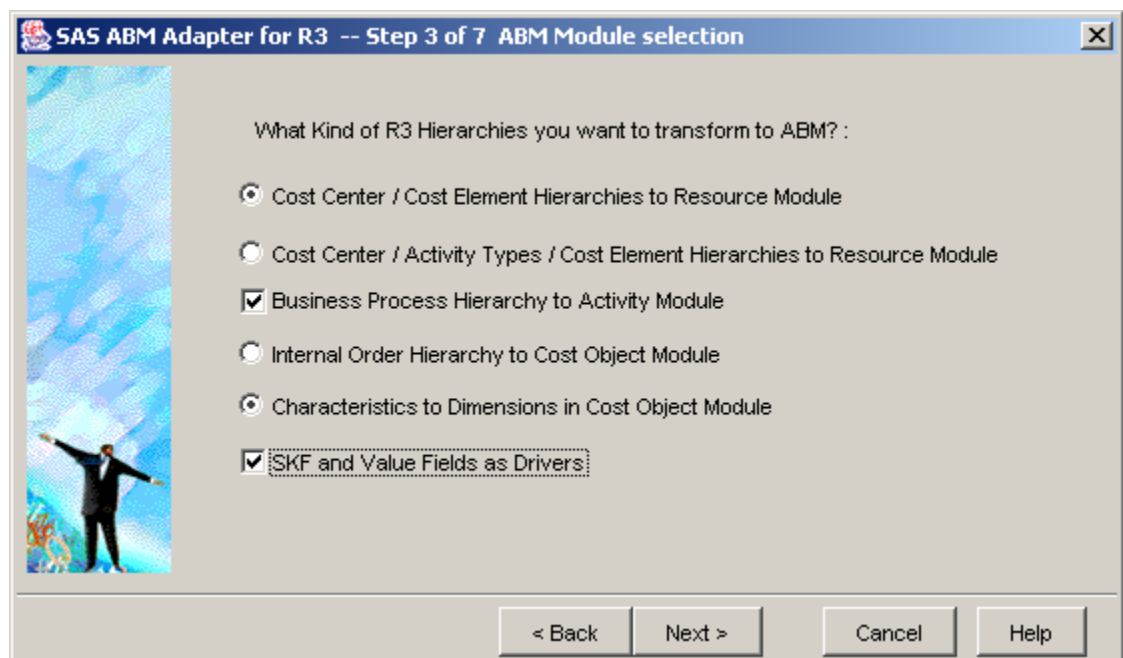 SAS ABM Adapter for R3 -- Step 3 of 7 ABM Module selection
What Kind of R3 Hierarchies you want to transform to ABM? :
Cost Center / Cost Element Hierarchies to Resource Module
Cost Center / Activity Types / Cost Element Hierarchies to Resource Module
Business Process Hierarchy to Activity Module
Internal Order Hierarchy to Cost Object Module
Characteristics to Dimensions in Cost Object Module
SKF and Value Fields as Drivers
< Back Next > Cancel Help